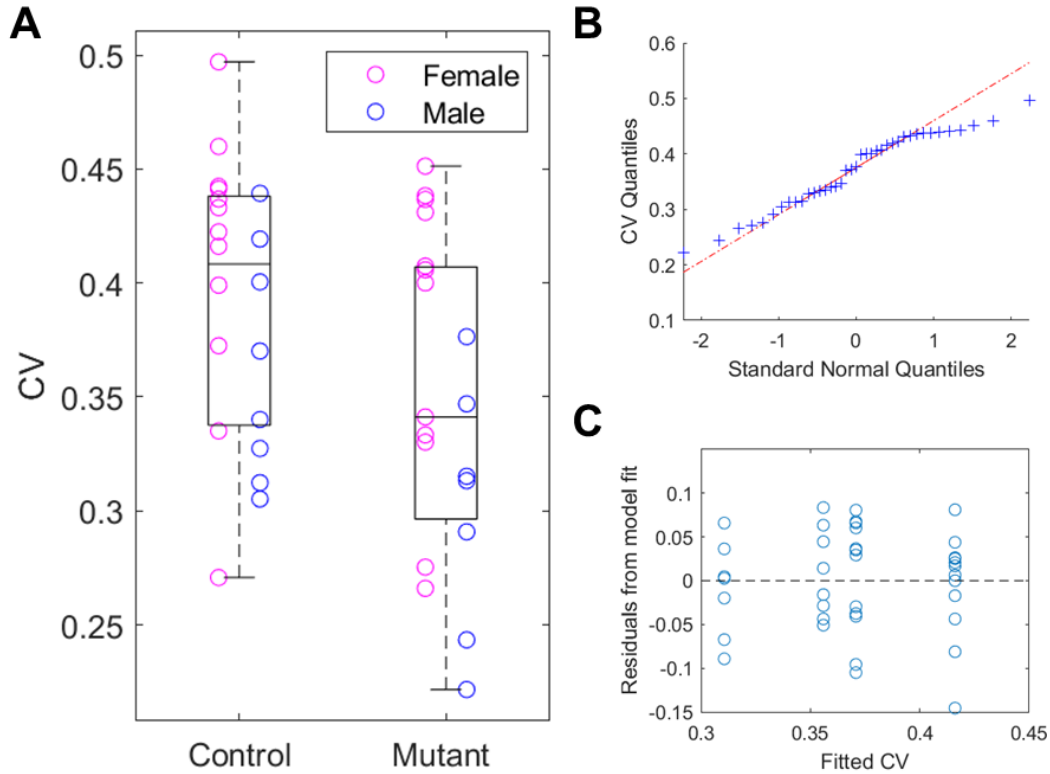 A
CV
0.5
0.45
0.4
0.35
0.3
0.25
Control
Mutant
Female
Male
B
CV Quantiles
0.6
0.5
0.4
0.3
0.2
0.1
-2
-1
0
1
2
Standard Normal Quantiles
C
Residuals from model fit
0.1
0.05
0
-0.05
-0.1
-0.15
0.3
0.35
0.4
0.45
Fitted CV